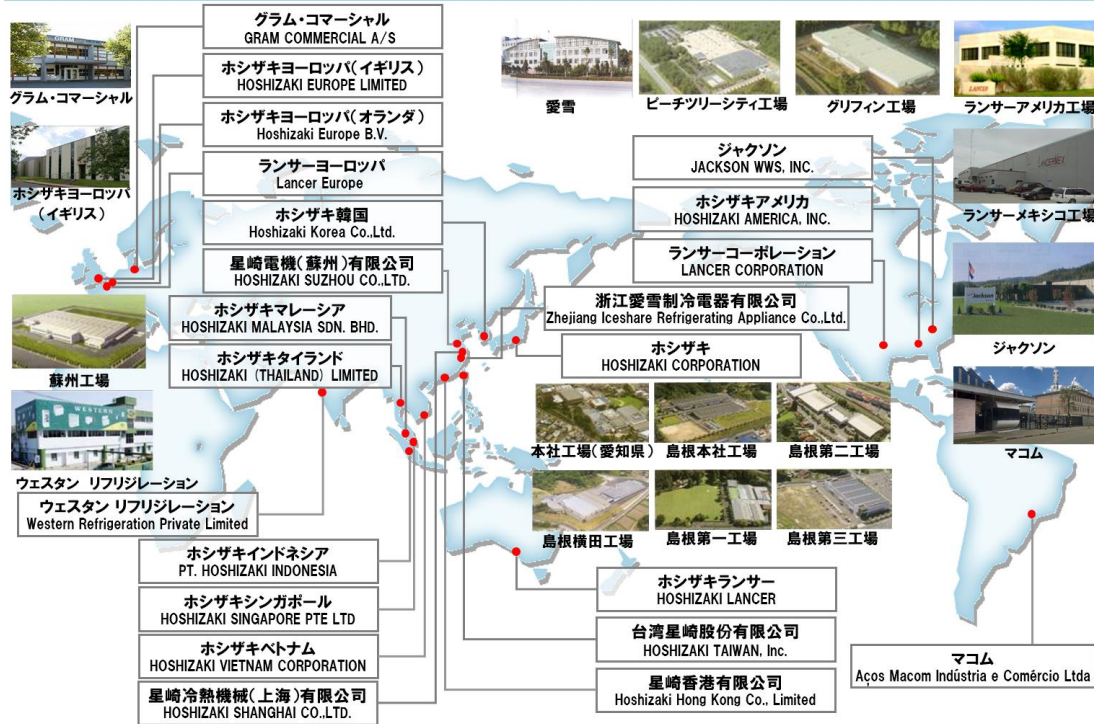 グラム・コマーシャル
GRAM COMMERCIAL A/S
ホシザキヨーロッパ(イギリス)
HOSHIZAKI EUROPE LIMITED
ホシザキヨーロッパ(オランダ)
Hoshizaki Europe B.V.
ランサーヨーロッパ
Lancer Europe
ホシザキ韓国
Hoshizaki Korea Co.,Ltd.
星崎電機(蘇州)有限公司
HOSHIZAKI SUZHOU CO.,LTD.
ホシザキマレーシア
HOSHIZAKI MALAYSIA SDN. BHD.
ホシザキタイランド
HOSHIZAKI (THAILAND) LIMITED
GRAM
グラム・コマーシャル
ホシザキヨーロッパ
(イギリス)
蘇州工場
WESTERN
ウェスタン リフリジレーション
ウェスタン リフリジレーション
Western Refrigeration Private Limited
ホシザキインドネシア
PT. HOSHIZAKI INDONESIA
ホシザキシンガポール
HOSHIZAKI SINGAPORE PTE LTD
ホシザキベトナム
HOSHIZAKI VIETNAM CORPORATION
星崎冷熱機械(上海)有限公司
HOSHIZAKI SHANGHAI CO.,LTD.
愛雪
ピーチツリーシティ工場
グリフィン工場
LANCER
ランサーアメリカ工場
ジャクソン
JACKSON WWS, INC.
ホシザキアメリカ
HOSHIZAKI AMERICA, INC.
ランサーコーポレーション
LANCER CORPORATION
浙江愛雪制冷電器有限公司
Zhejiang Iceshare Refrigerating Appliance Co.,Ltd.
ホシザキ
HOSHIZAKI CORPORATION
ランサーメキシコ工場
Jackson
ジャクソン
マコム
本社工場(愛知県)
島根本社工場
島根第二工場
島根横田工場
島根第一工場
島根第三工場
ホシザキランサー
HOSHIZAKI LANCER
台湾星崎股份有限公司
HOSHIZAKI TAIWAN, Inc.
星崎香港有限公司
Hoshizaki Hong Kong Co., Limited
マコム
Aços Macom Indústria e Comércio Ltda